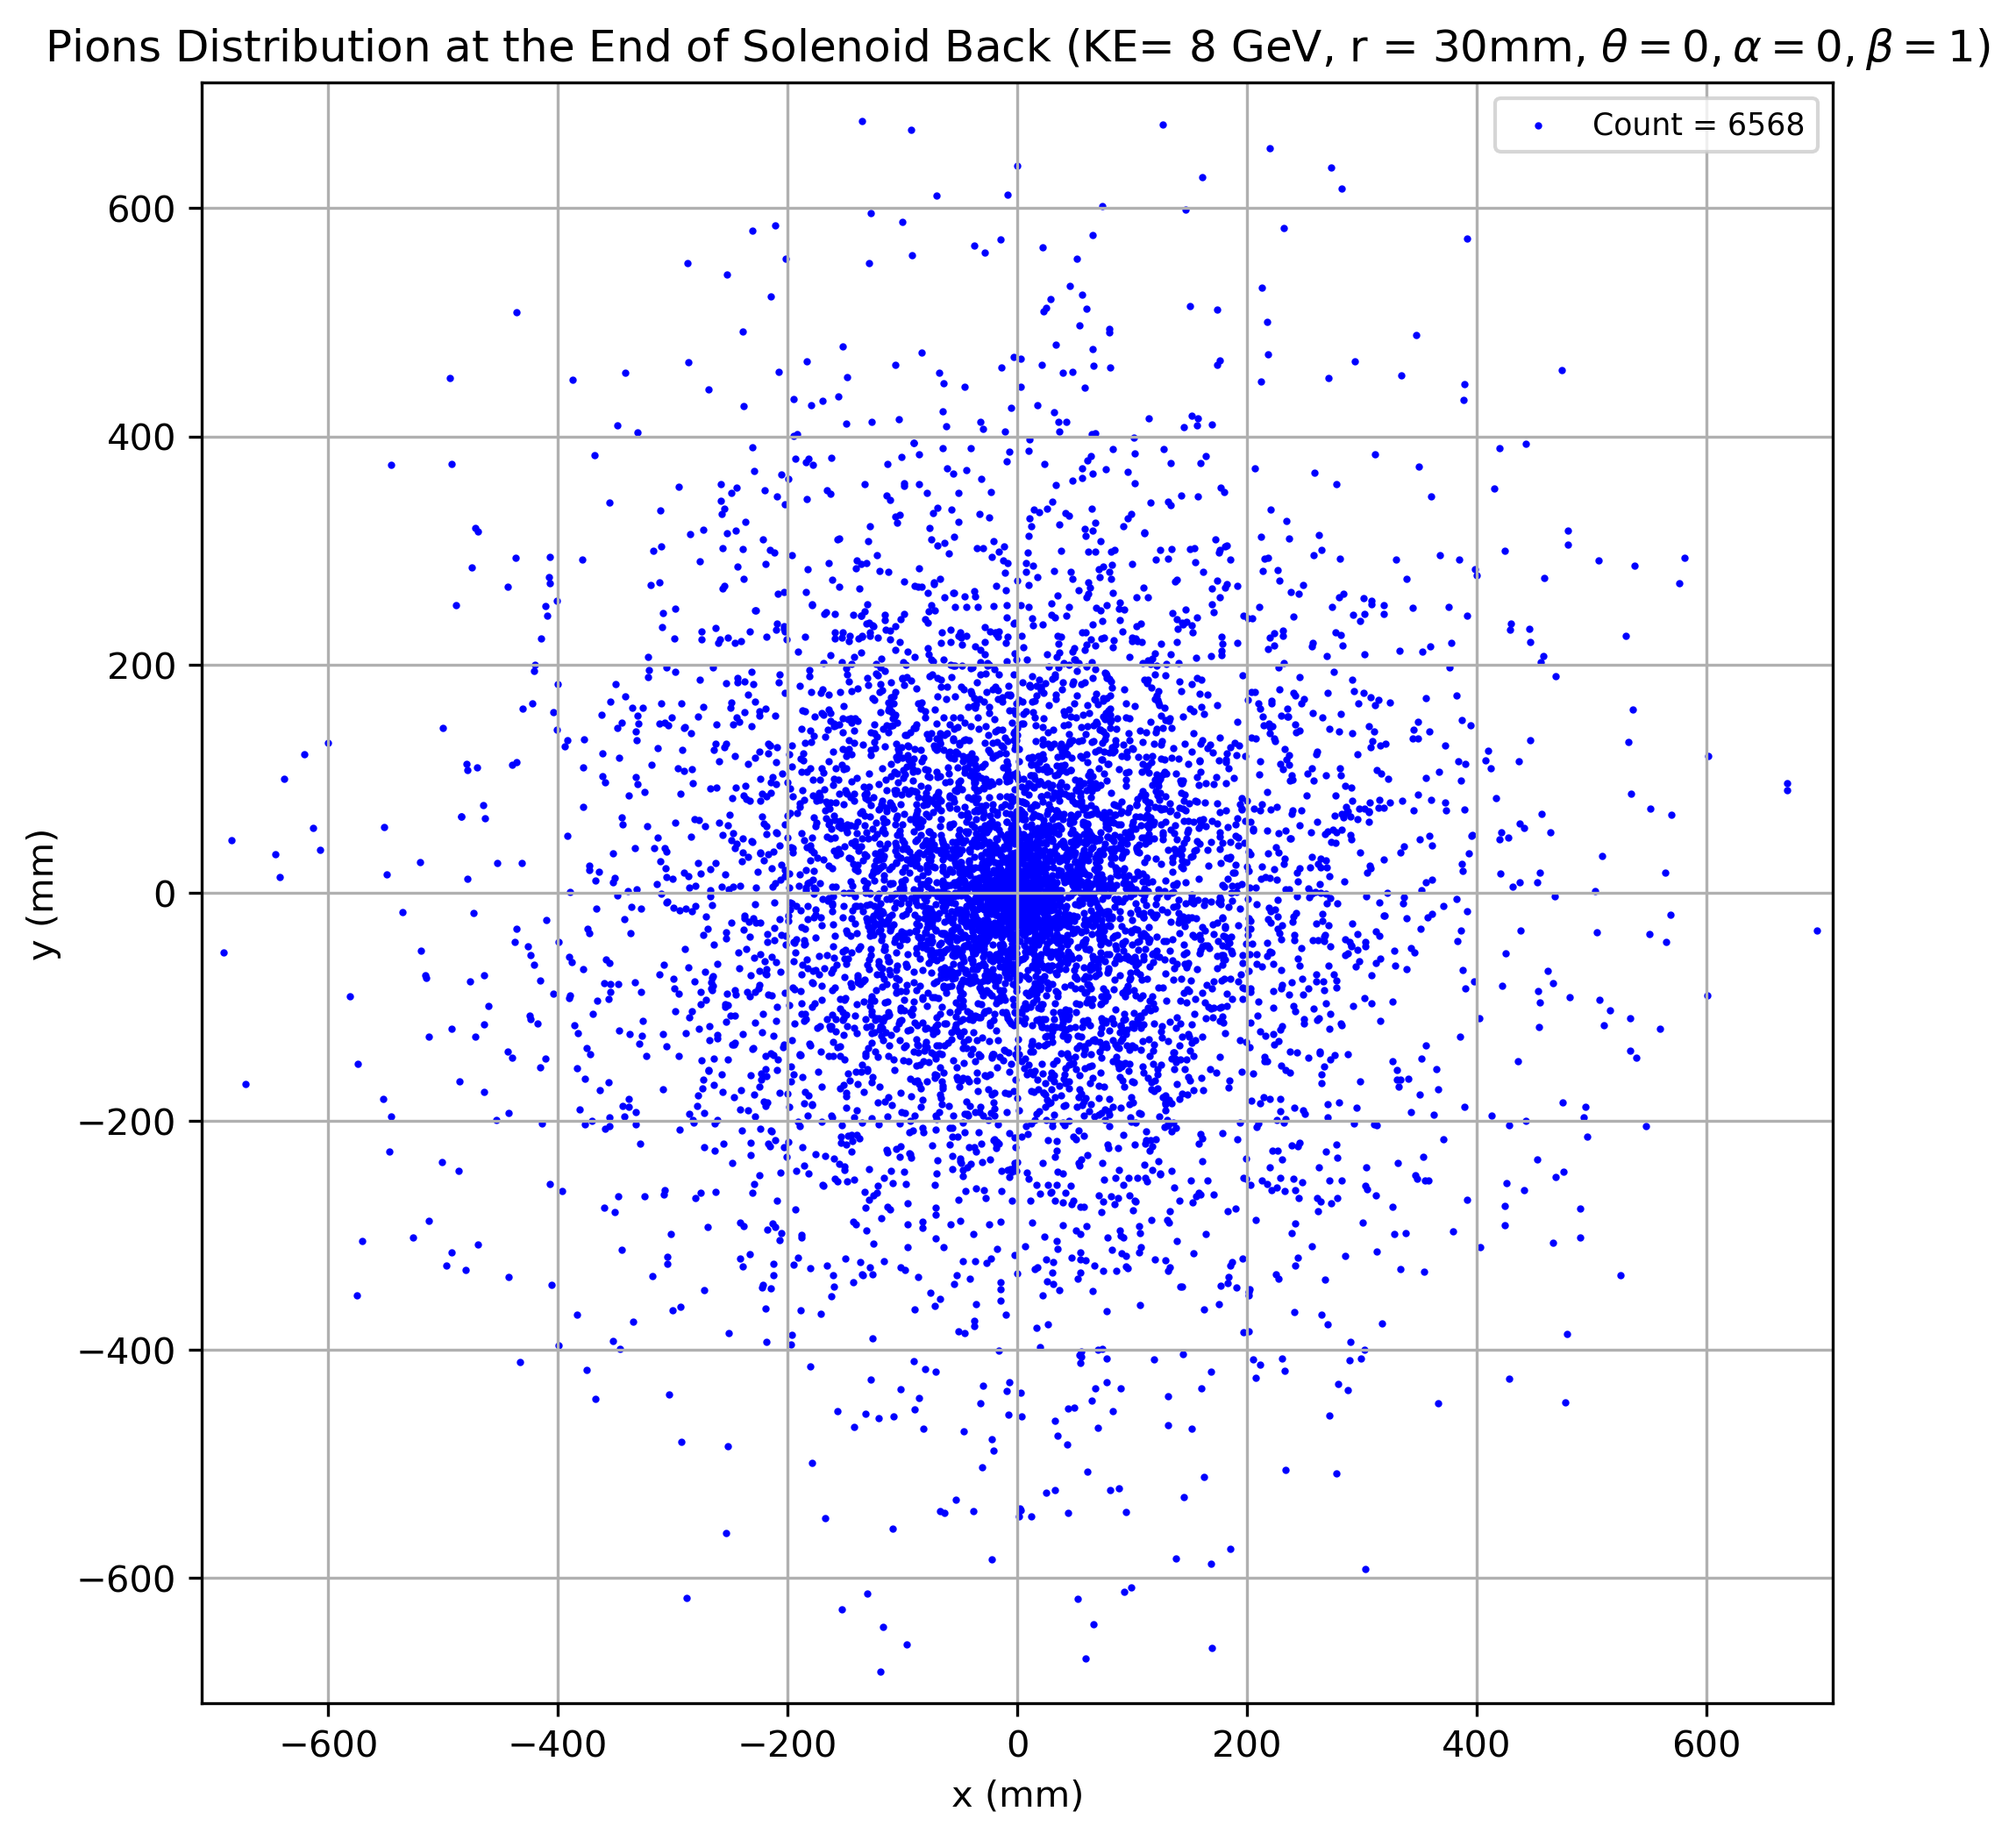 Pions Distribution at the End of Solenoid Back (KE= 8 GeV, r = 30mm, θ = 0, α = 0, β = 1)
Count = 6568
600
400
200
0
−200
−400
−600
y (mm)
−600 −400 −200 0 200 400 600
x (mm)